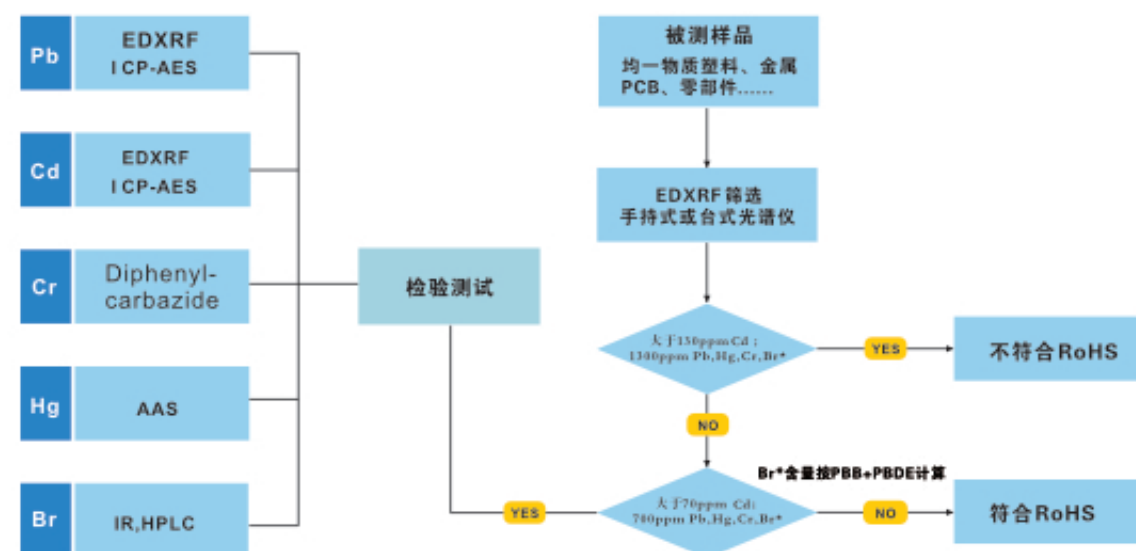 Pb
EDXRF
ICP-AES
Cd
EDXRF
ICP-AES
Cr
Diphenyl-
carbazide
Hg
AAS
Br
IR,HPLC
检验测试
被测样品
均一物质塑料、金属
PCB、零部件……
EDXRF筛选
手持式或台式光谱仪
大于130ppmCd;
1300ppm Pb,Hg,Cr,Br*
YES
不符合RoHS
NO
Br*含量按PBB+PBDE计算
大于70ppm Cd;
700ppm Pb,Hg,Cr,Br*
YES
NO
符合RoHS